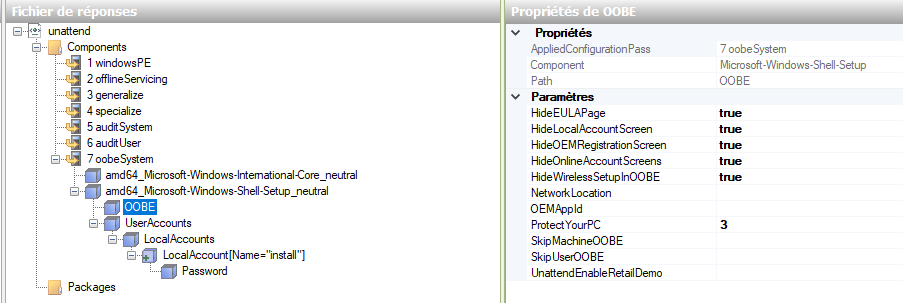 Fichier de réponses
unattend
Components
1 windowsPE
2 offlineServicing
3 generalize
4 specialize
5 auditSystem
6 auditUser
7 oobeSystem
amd64_Microsoft-Windows-International-Core_neutral
amd64_Microsoft-Windows-Shell-Setup_neutral
OOBE
UserAccounts
LocalAccounts
LocalAccount[Name="install"]
Password
Packages
Propriétés de OOBE
Propriétés
AppliedConfigurationPass 7 oobeSystem
Component Microsoft-Windows-Shell-Setup
Path OOBE
Paramètres
HideEULAPage true
HideLocalAccountScreen true
HideOEMRegistrationScreen true
HideOnlineAccountScreens true
HideWirelessSetupInOOBE true
NetworkLocation
OEMAppId
ProtectYourPC 3
SkipMachineOOBE
SkipUserOOBE
UnattendEnableRetailDemo